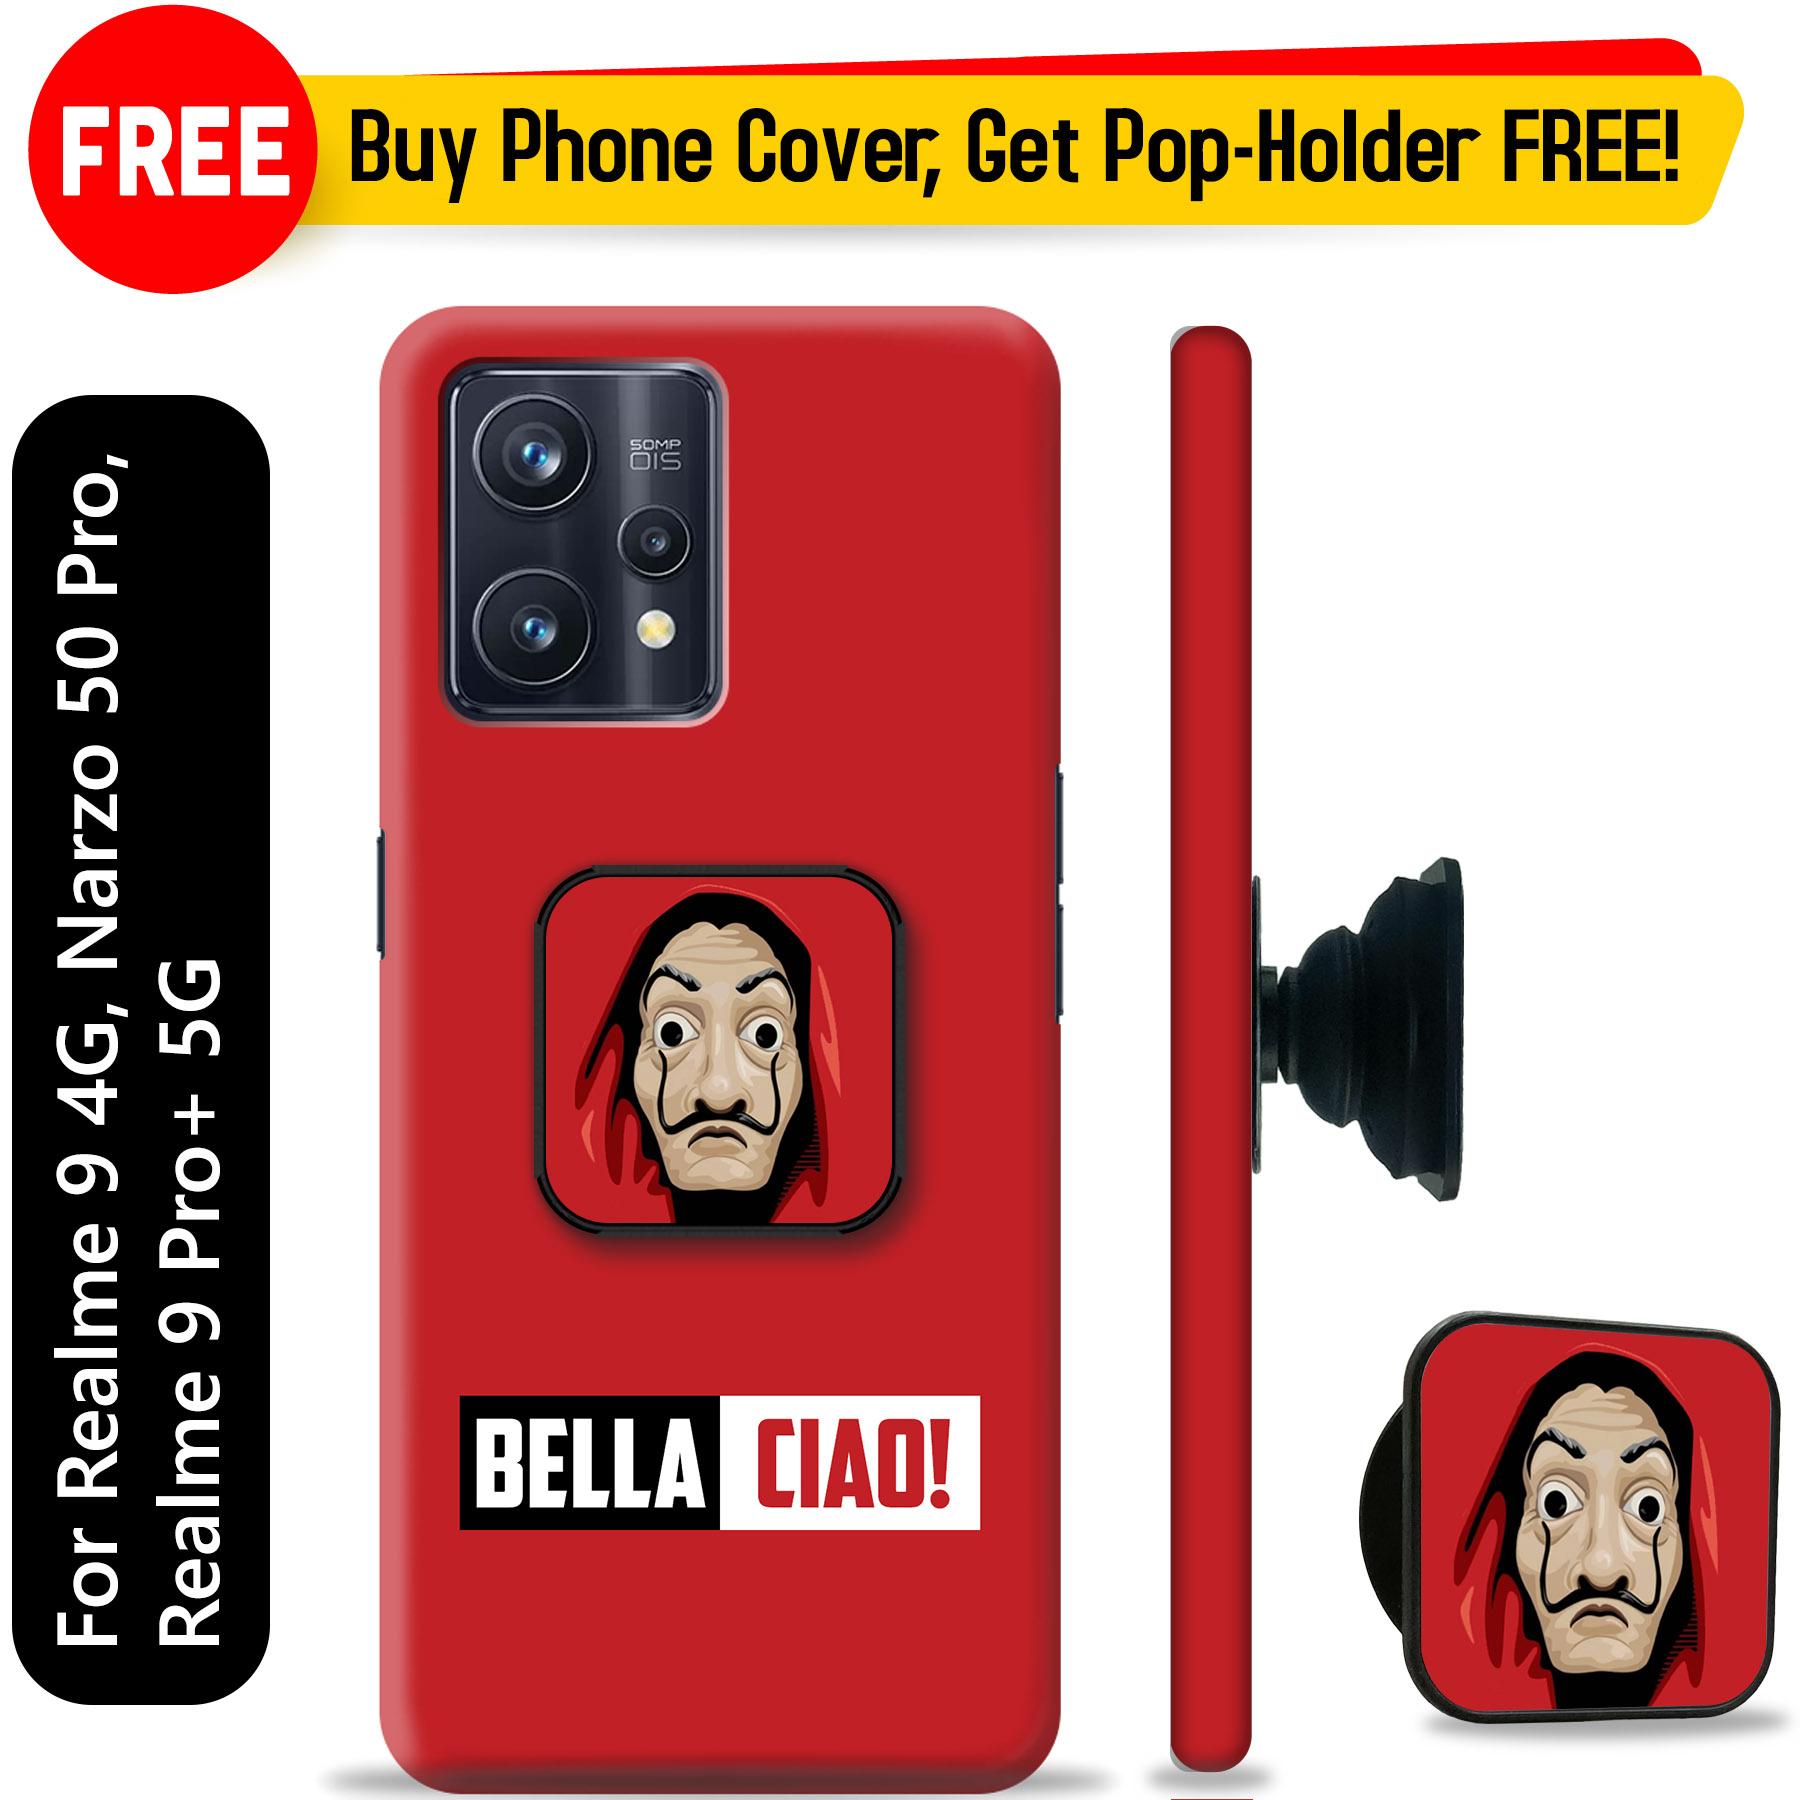 FREE
Buy Phone Cover, Get Pop-Holder FREE!
For Realme 9 4G, Narzo 50 Pro,
Realme 9 Pro+ 5G
50MP
OIS
BELLA CIAO!